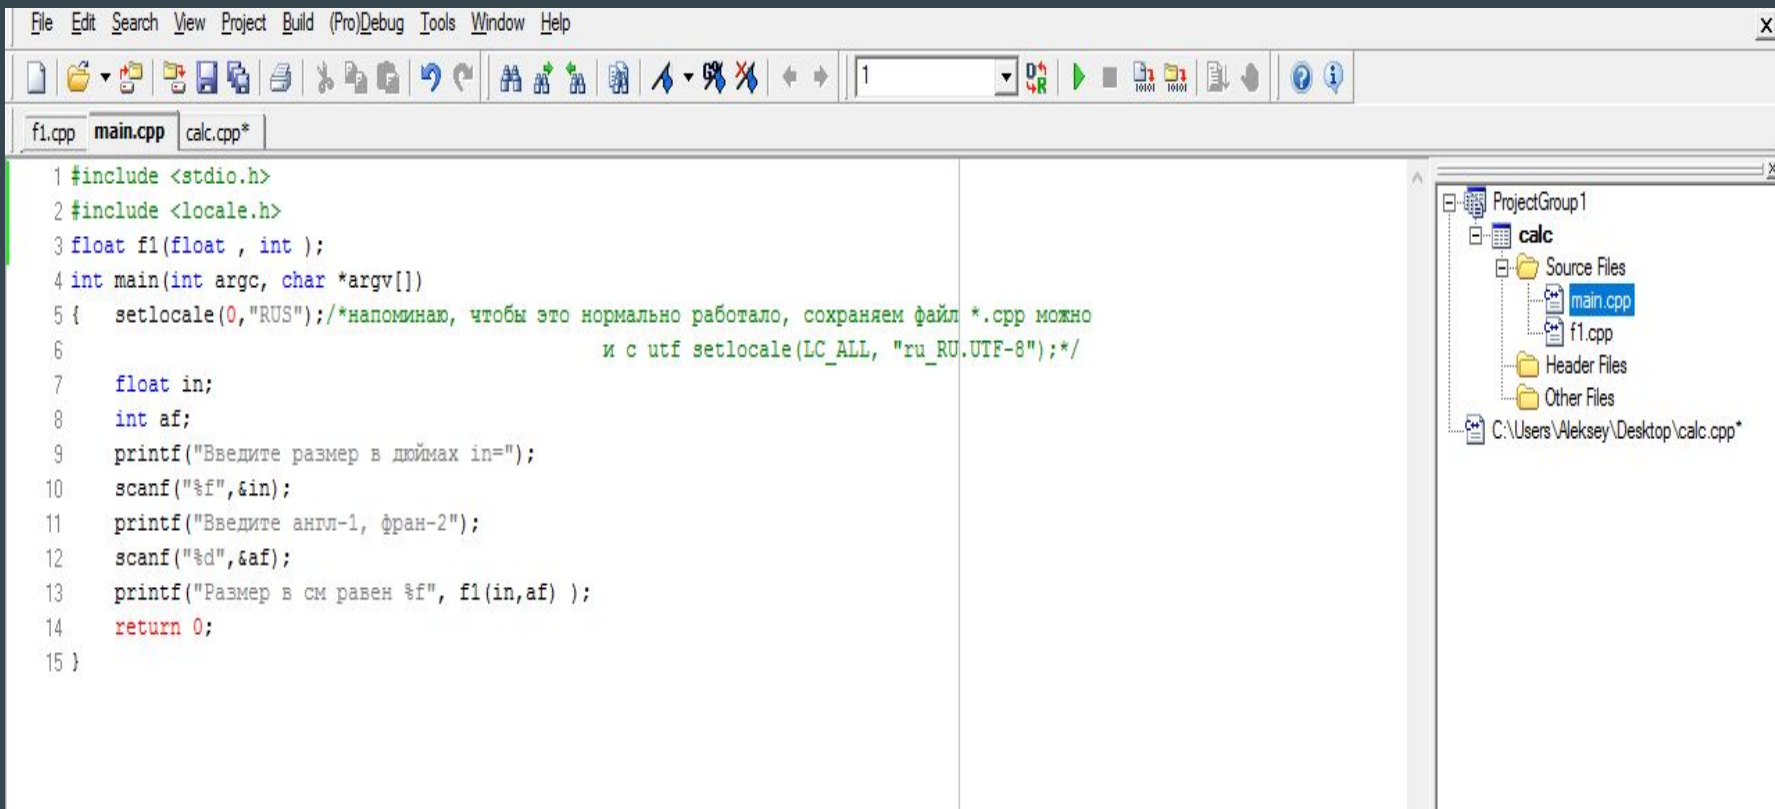 File Edit Search View Project Build (Pro)Debug Tools Window Help
1
f1.cpp main.cpp calc.cpp*
1 #include <stdio.h>
2 #include <locale.h>
3 float f1(float , int );
4 int main(int argc, char *argv[])
5 { setlocale(0,"RUS");/*напоминаю, чтобы это нормально работало, сохраняем файл *.cpp можно
6 и с utf setlocale(LC_ALL, "ru_RU.UTF-8");*/
7 float in;
8 int af;
9 printf("Введите размер в дюймах in=");
10 scanf("%f",&in);
11 printf("Введите англ-1, фран-2");
12 scanf("%d",&af);
13 printf("Размер в см равен %f", f1(in,af) );
14 return 0;
15 }
ProjectGroup1
calc
Source Files
main.cpp
f1.cpp
Header Files
Other Files
C:\Users\Aleksey\Desktop\calc.cpp*